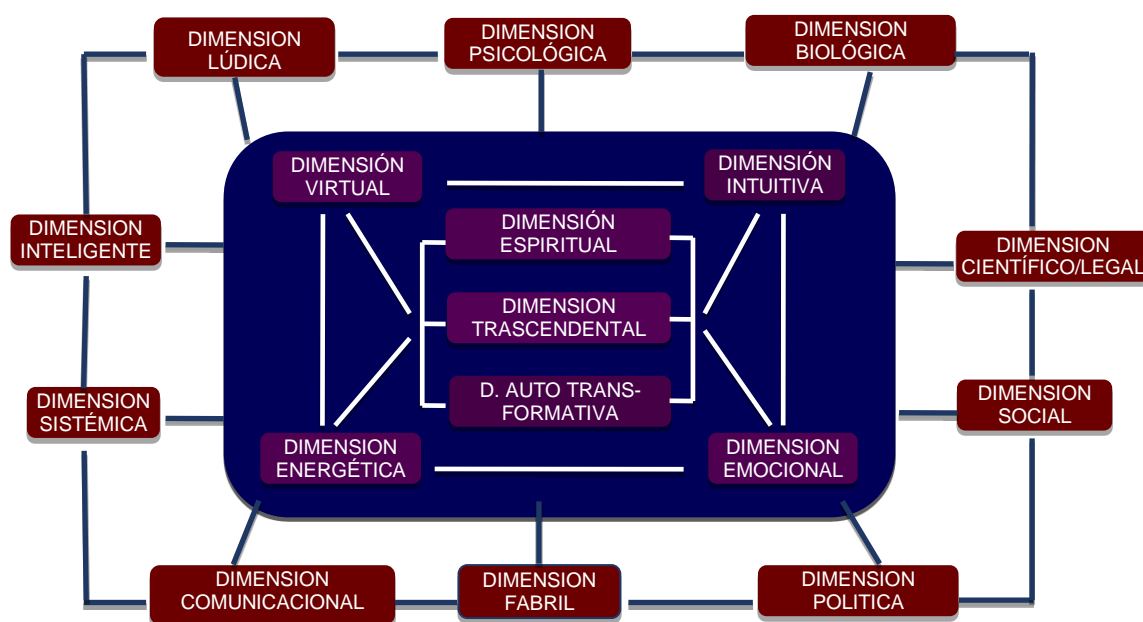 DIMENSION
LÚDICA
DIMENSION
PSICOLÓGICA
DIMENSION
BIOLÓGICA
DIMENSIÓN
VIRTUAL
DIMENSIÓN
INTUITIVA
DIMENSIÓN
ESPIRITUAL
DIMENSION
INTELIGENTE
DIMENSION
CIENTÍFICO/LEGAL
DIMENSION
TRASCENDENTAL
D. AUTO TRANS-
FORMATIVA
DIMENSION
SISTÉMICA
DIMENSION
SOCIAL
DIMENSION
ENERGÉTICA
DIMENSION
EMOCIONAL
DIMENSION
COMUNICACIONAL
DIMENSION
FABRIL
DIMENSION
POLITICA